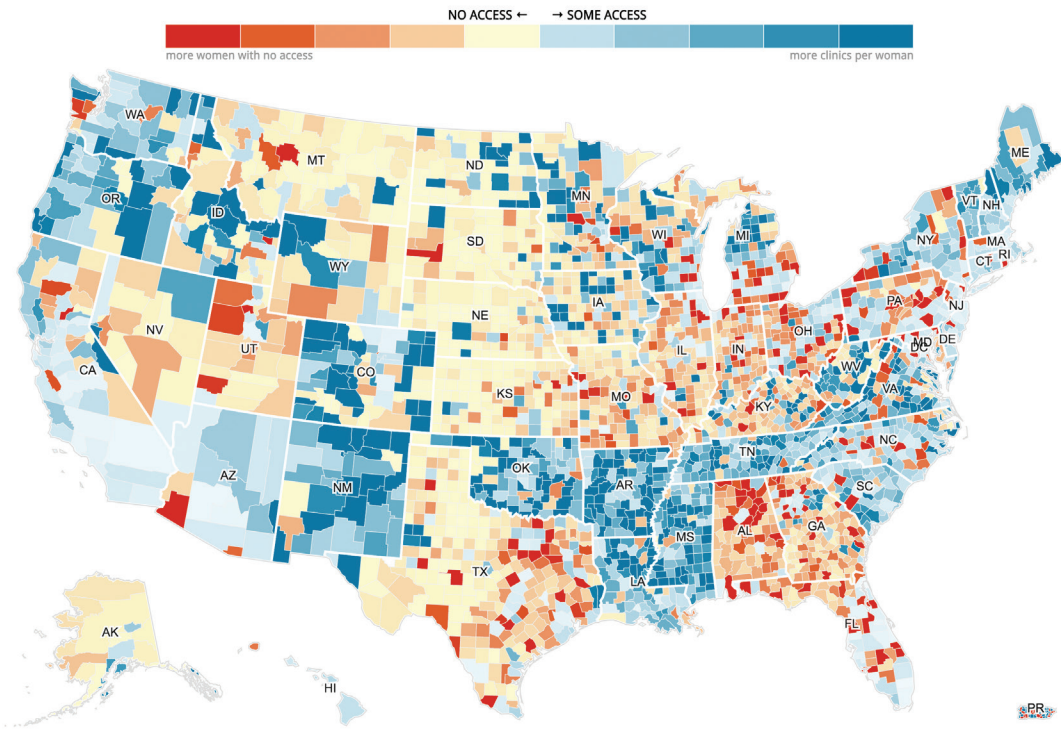 NO ACCESS ← → SOME ACCESS
more women with no access more clinics per woman
WA
MT
ND
MN
ME
VT
NH
OR
ID
WI
MI
NY
MA
RI
CT
SD
WY
IA
PA
NJ
NE
OH
MD
DE
DC
NV
UT
IL
IN
CA
CO
WV
VA
KS
MO
KY
NC
TN
OK
AZ
NM
AR
SC
MS
AL
GA
TX
LA
FL
AK
HI
PR